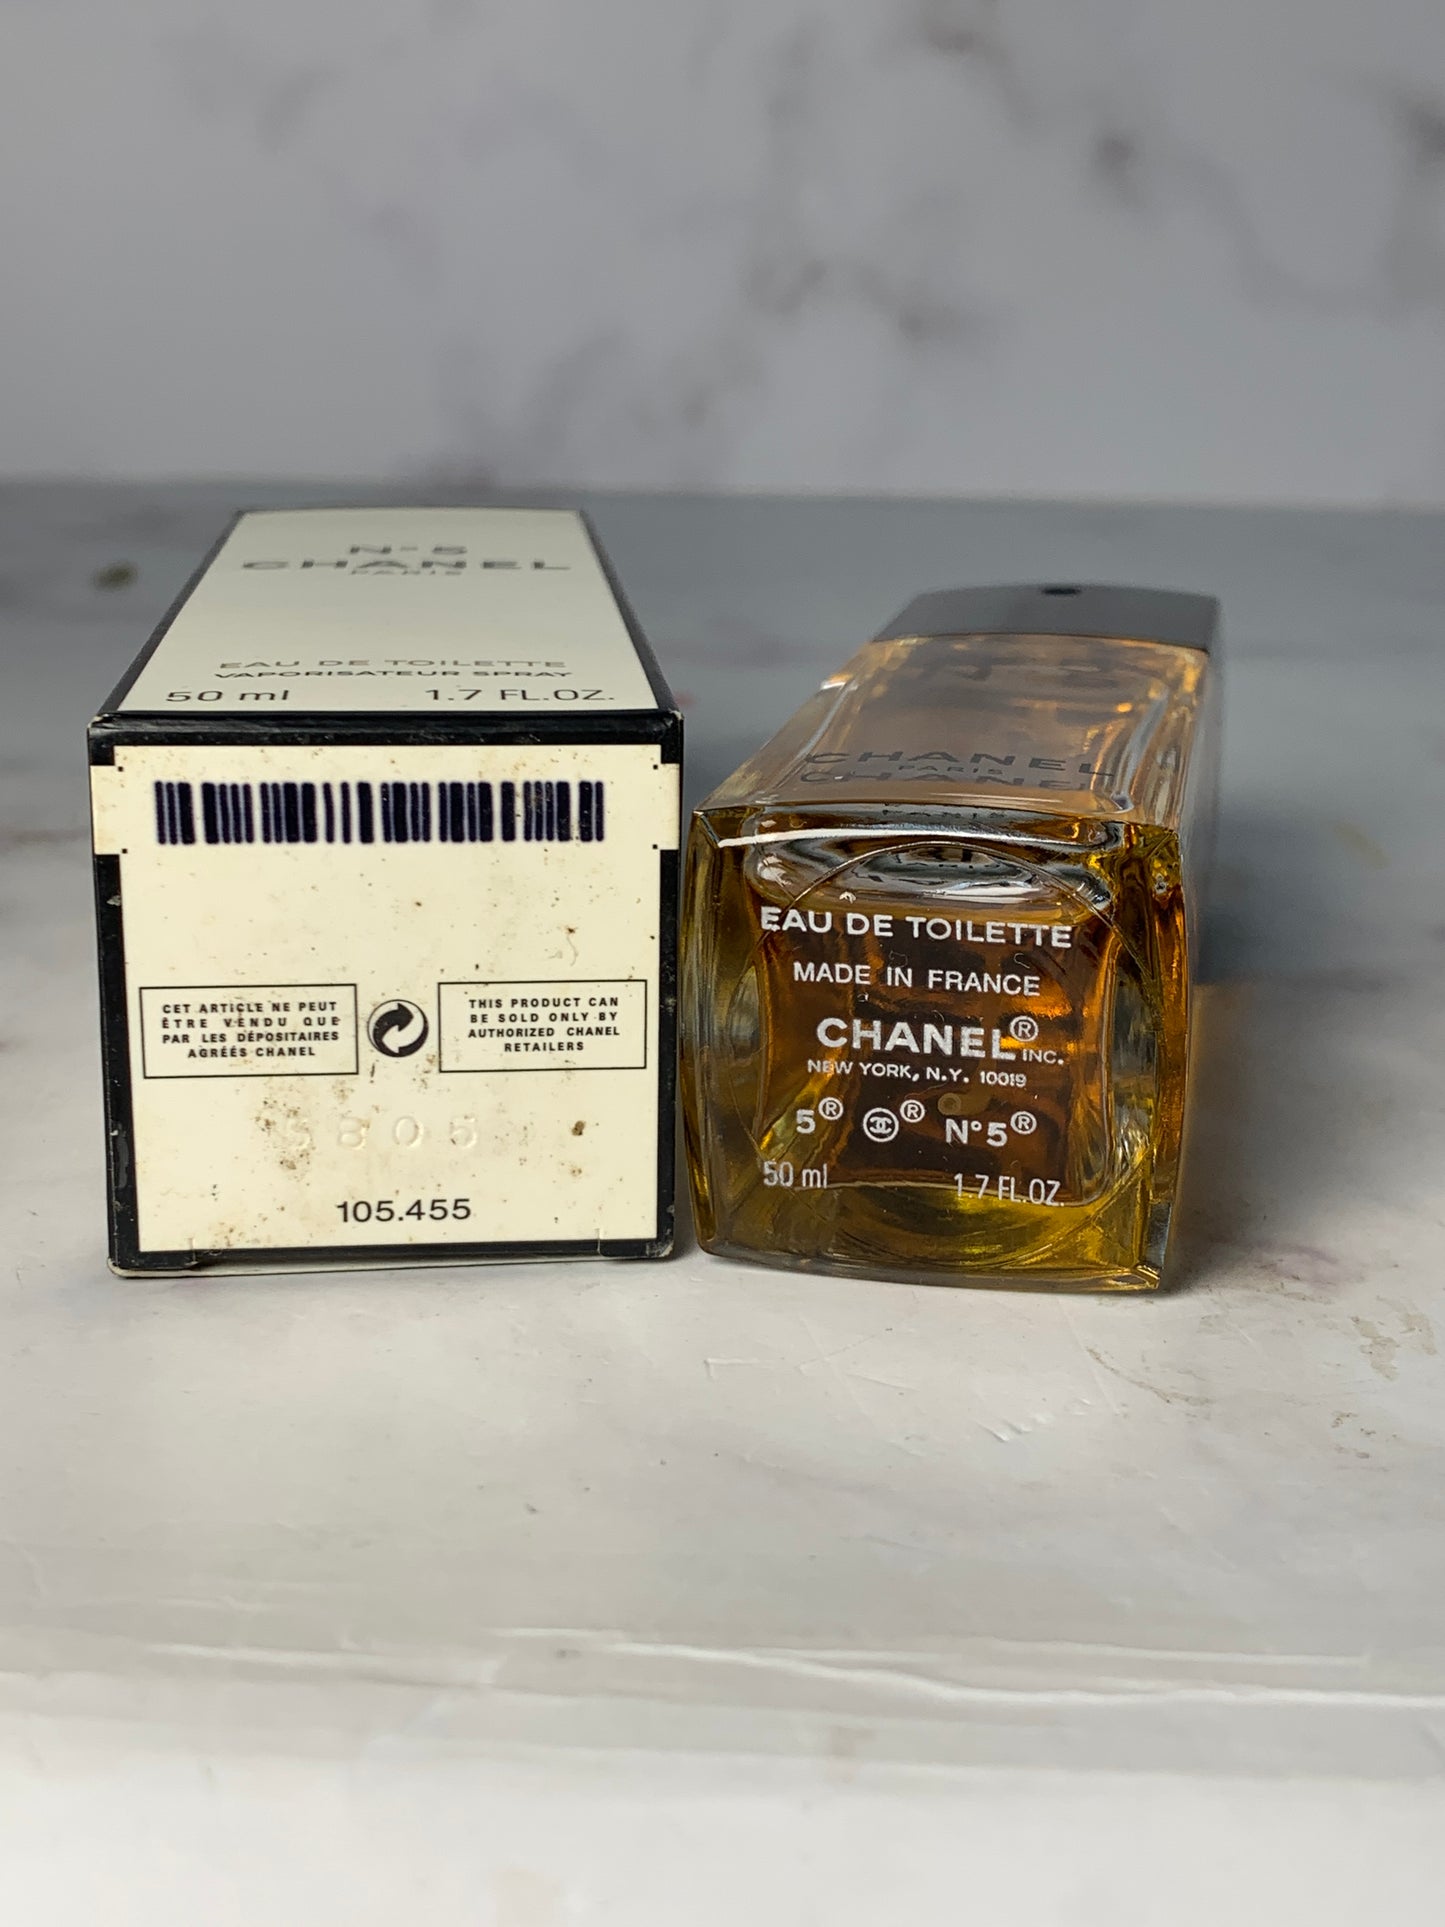 N°5
CHANEL
PARIS
EAU DE TOILETTE
VAPORISATEUR SPRAY
50 ml 1.7 FL.OZ.
CET ARTICLE NE PEUT
ÊTRE VENDU QUE
PAR LES DÉPOSITAIRES
AGRÉÉS CHANEL
THIS PRODUCT CAN
BE SOLD ONLY BY
AUTHORIZED CHANEL
RETAILERS
105.455
N°5
CHANEL
PARIS
EAU DE TOILETTE
MADE IN FRANCE
CHANEL® INC.
NEW YORK, N.Y. 10019
5® ® N°5®
50 ml 1.7 FL.OZ.